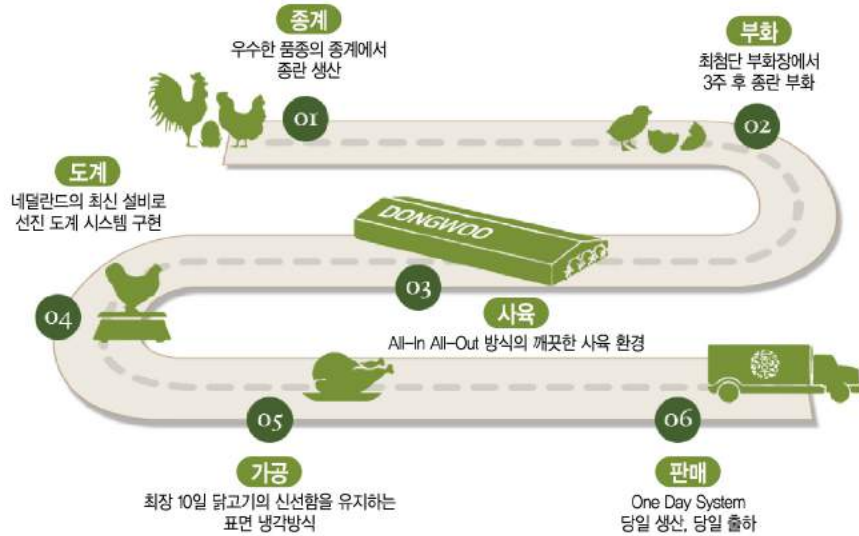 종계
우수한 품종의 종계에서
종란 생산
01
부화
최첨단 부화장에서
3주 후 종란 부화
02
DONGWOO
03
사육
All-In All-Out 방식의 깨끗한 사육 환경
도계
네덜란드의 최신 설비로
선진 도계 시스템 구현
04
05
가공
최장 10일 닭고기의 신선함을 유지하는
표면 냉각방식
06
판매
One Day System
당일 생산, 당일 출하